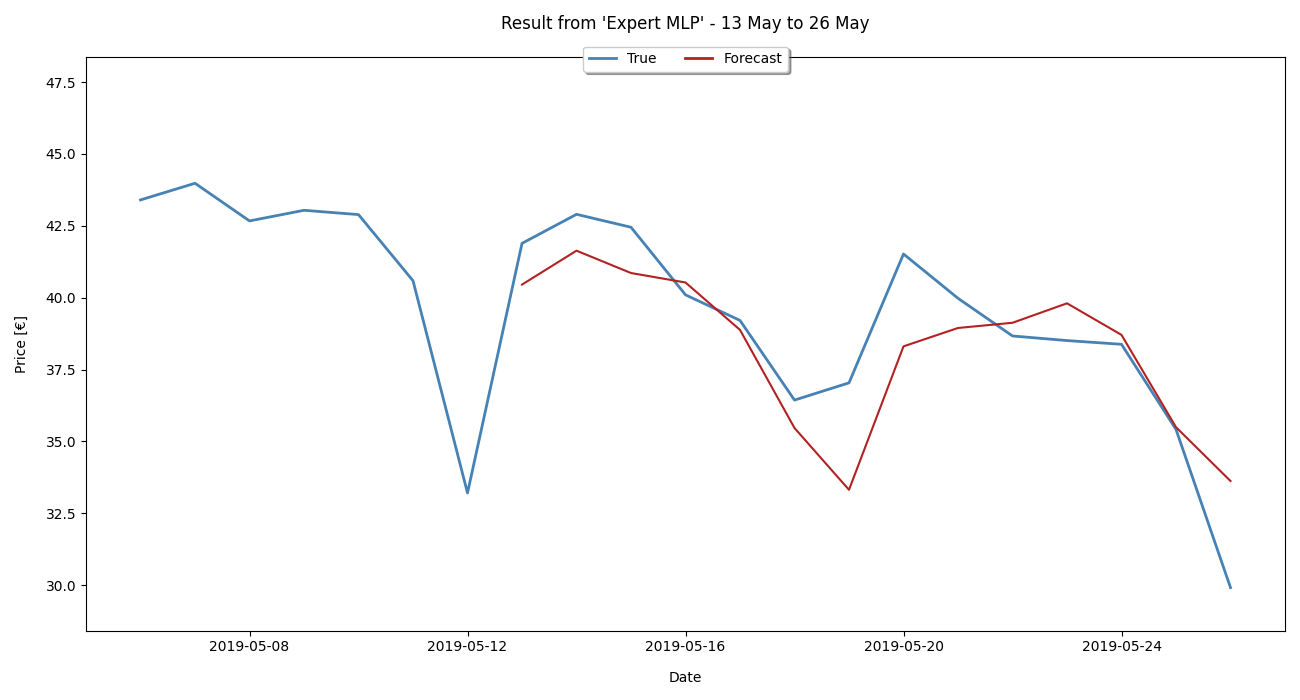 Result from 'Expert MLP' - 13 May to 26 May
True Forecast
47.5
45.0
42.5
40.0
37.5
35.0
32.5
30.0
Price [€]
2019-05-08 2019-05-12 2019-05-16 2019-05-20 2019-05-24
Date